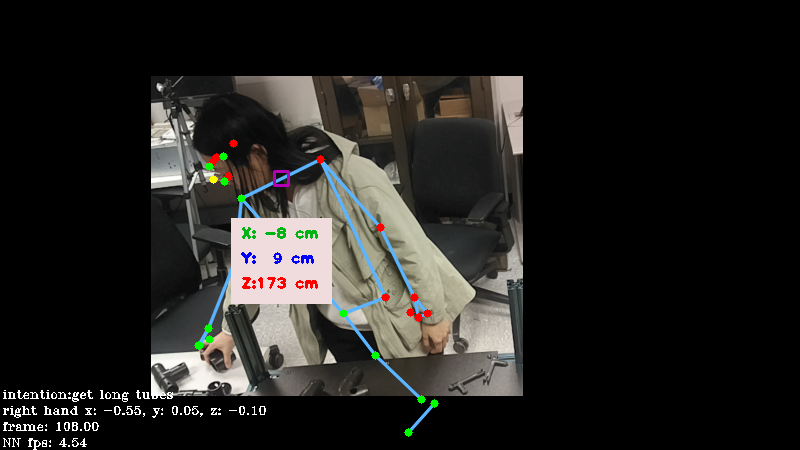 X: -8 cm
Y: 9 cm
Z:173 cm
intention:get long tubes
right hand x: -0.55, y: 0.05, z: -0.10
frame: 108.00
NN fps: 4.54